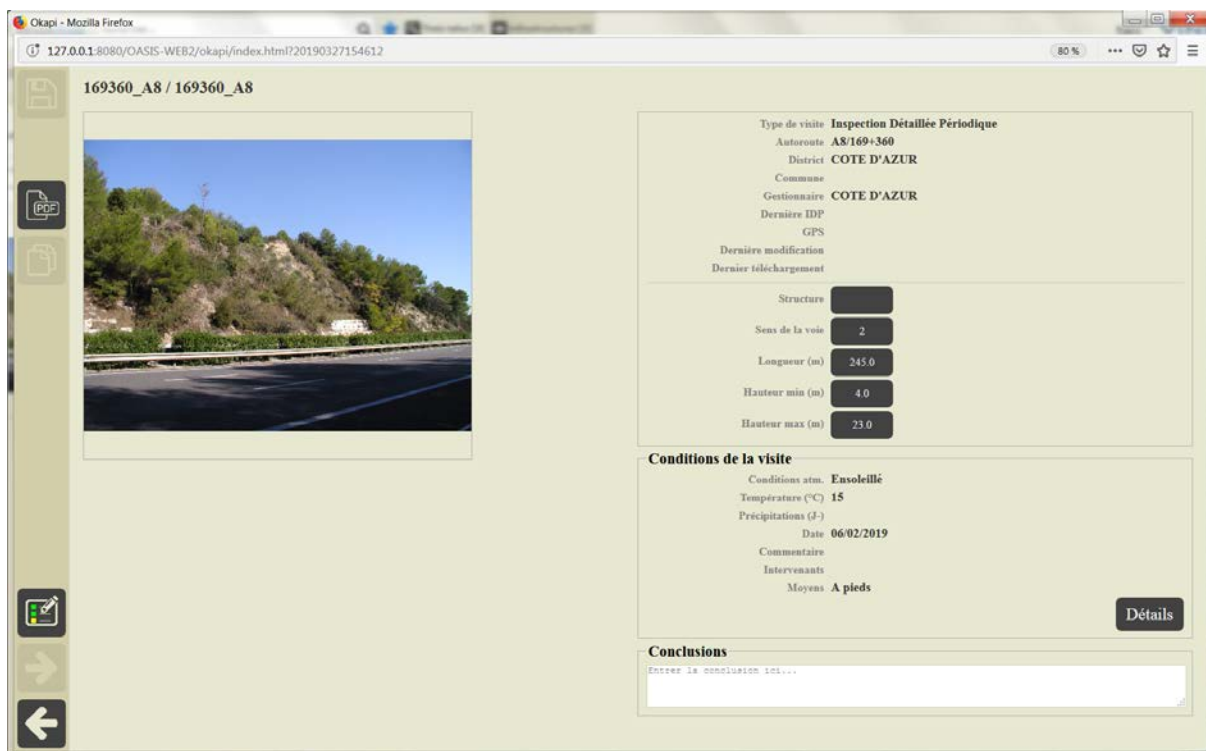 Okapi - Mozilla Firefox
127.0.0.1:8080/OASIS-WEB2/okapi/index.html?20190327154612
80 %
169360_A8 / 169360_A8
PDF
Type de visite Inspection Détaillée Périodique
Autoroute A8/169+360
District COTE D'AZUR
Commune
Gestionnaire COTE D'AZUR
Dernière IDP
GPS
Dernière modification
Dernier téléchargement
Structure
Sens de la voie 2
Longueur (m) 245.0
Hauteur min (m) 4.0
Hauteur max (m) 23.0
Conditions de la visite
Conditions atm. Ensoleillé
Température (°C) 15
Précipitations (J-)
Date 06/02/2019
Commentaire
Intervenants
Moyens A pieds
Détails
Conclusions
Entrer la conclusion ici...